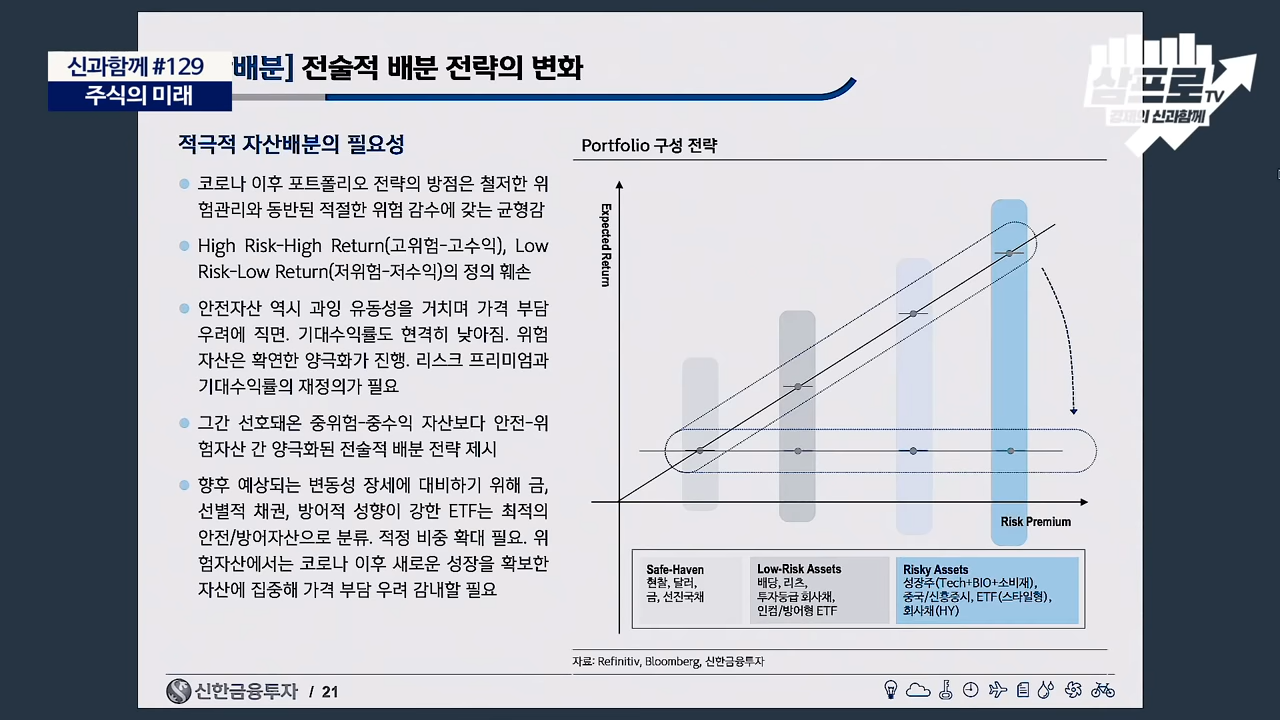 신과함께 #129
주식의 미래
배분] 전술적 배분 전략의 변화
삼프로TV
경제의 신과함께
적극적 자산배분의 필요성
코로나 이후 포트폴리오 전략의 방점은 철저한 위
험관리와 동반된 적절한 위험 감수에 갖는 균형감
High Risk-High Return(고위험-고수익), Low
Risk-Low Return(저위험-저수익)의 정의 훼손
안전자산 역시 과잉 유동성을 거치며 가격 부담
우려에 직면. 기대수익률도 현격히 낮아짐. 위험
자산은 확연한 양극화가 진행. 리스크 프리미엄과
기대수익률의 재정의가 필요
그간 선호돼온 중위험-중수익 자산보다 안전-위
험자산 간 양극화된 전술적 배분 전략 제시
향후 예상되는 변동성 장세에 대비하기 위해 금,
선별적 채권, 방어적 성향이 강한 ETF는 최적의
안전/방어자산으로 분류. 적정 비중 확대 필요. 위
험자산에서는 코로나 이후 새로운 성장을 확보한
자산에 집중해 가격 부담 우려 감내할 필요
Portfolio 구성 전략
Expected Return
Risk Premium
Safe-Haven
현찰, 달러,
금, 선진국채
Low-Risk Assets
배당, 리츠,
투자등급 회사채,
인컴/방어형 ETF
Risky Assets
성장주(Tech+BIO+소비재),
중국/신흥증시, ETF(스타일형),
회사채(HY)
자료: Refinitiv, Bloomberg, 신한금융투자
신한금융투자 / 21